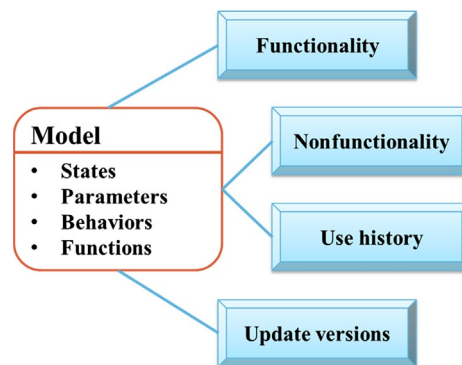 Functionality
Model
• States
• Parameters
• Behaviors
• Functions
Nonfunctionality
Use history
Update versions